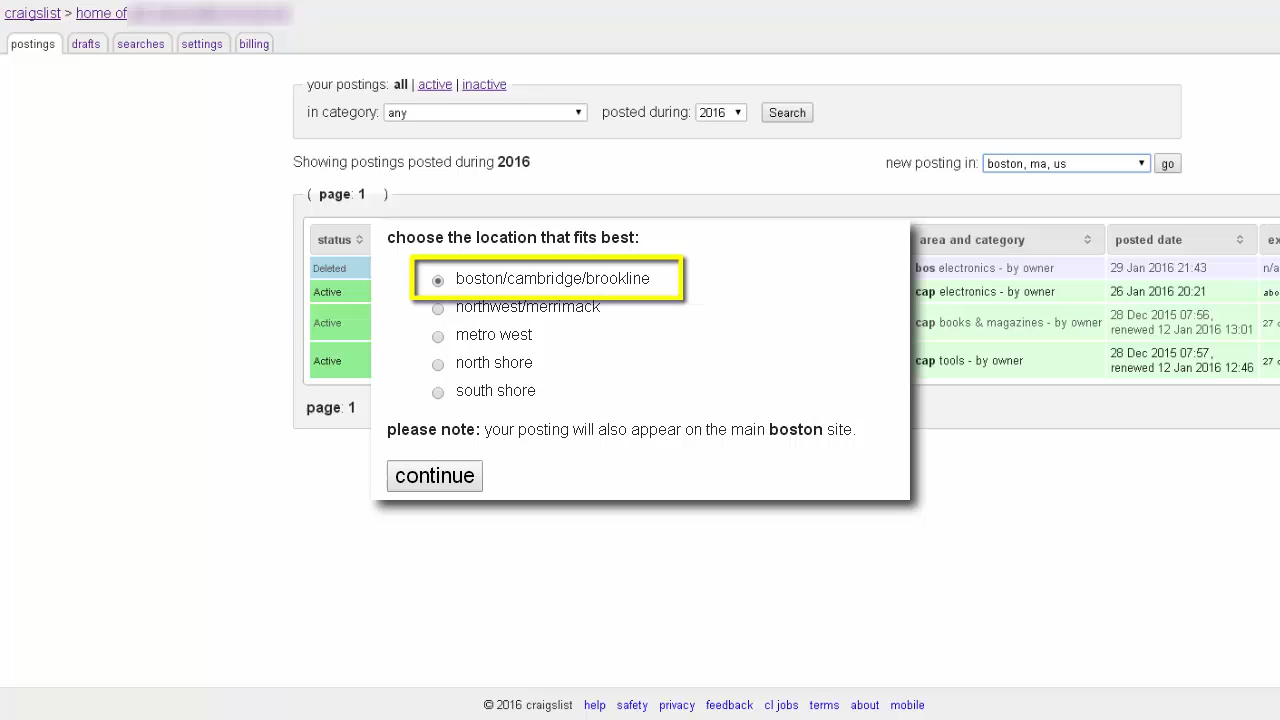 craigslist > home of
postings drafts searches settings billing
your postings: all | active | inactive
in category: any posted during: 2016 Search
Showing postings posted during 2016
new posting in: boston, ma, us go
( page: 1 )
status area and category posted date ex
Deleted bos electronics - by owner 29 Jan 2016 21:43 n/a
Active cap electronics - by owner 26 Jan 2016 20:21 abo
Active cap books & magazines - by owner 28 Dec 2015 07:56, 27
renewed 12 Jan 2016 13:01
Active cap tools - by owner 28 Dec 2015 07:57, 27
renewed 12 Jan 2016 12:46
page: 1
choose the location that fits best:
boston/cambridge/brookline
northwest/merrimack
metro west
north shore
south shore
please note: your posting will also appear on the main boston site.
continue
© 2016 craigslist help safety privacy feedback cl jobs terms about mobile